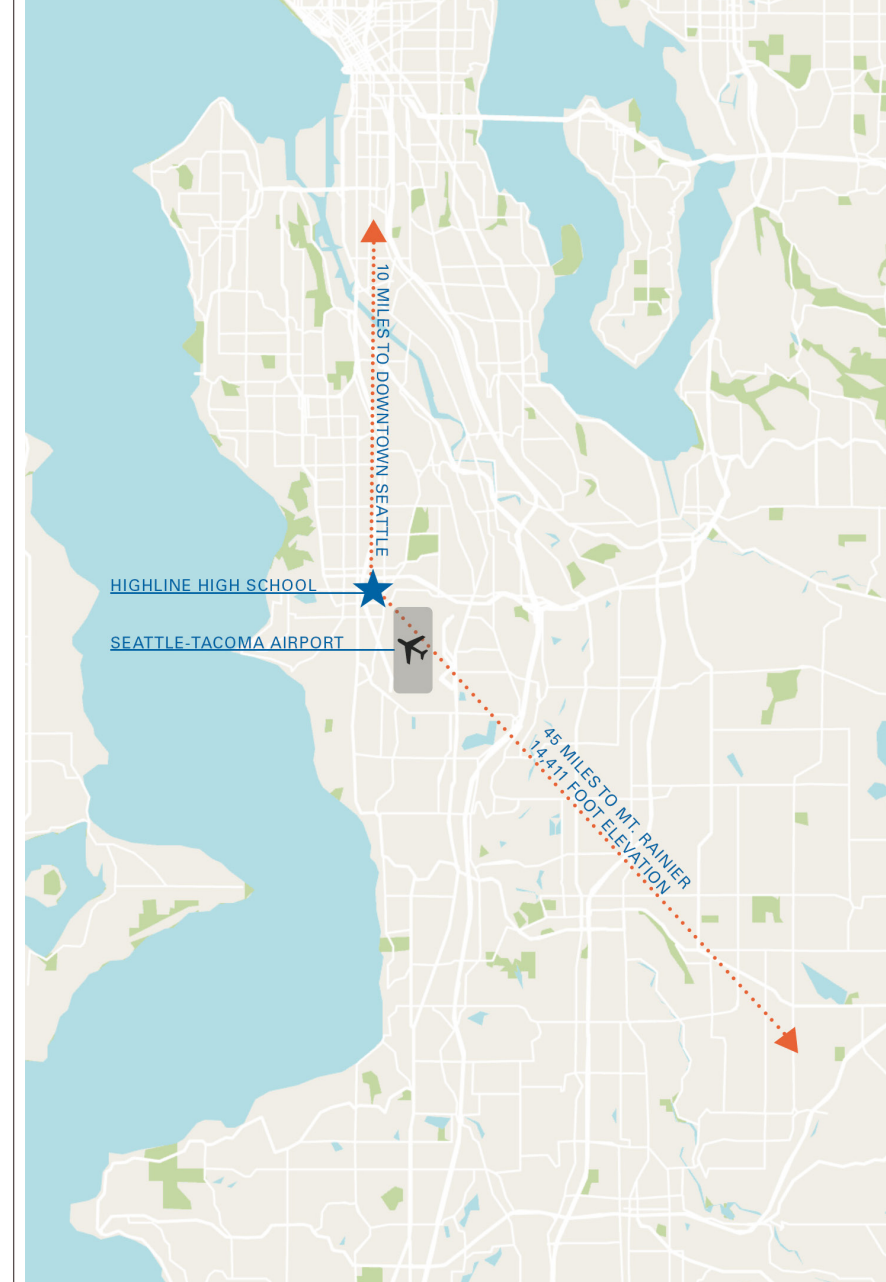 10 MILES TO DOWNTOWN SEATTLE
HIGHLINE HIGH SCHOOL
SEATTLE-TACOMA AIRPORT
45 MILES TO MT. RAINIER
14,411 FOOT ELEVATION